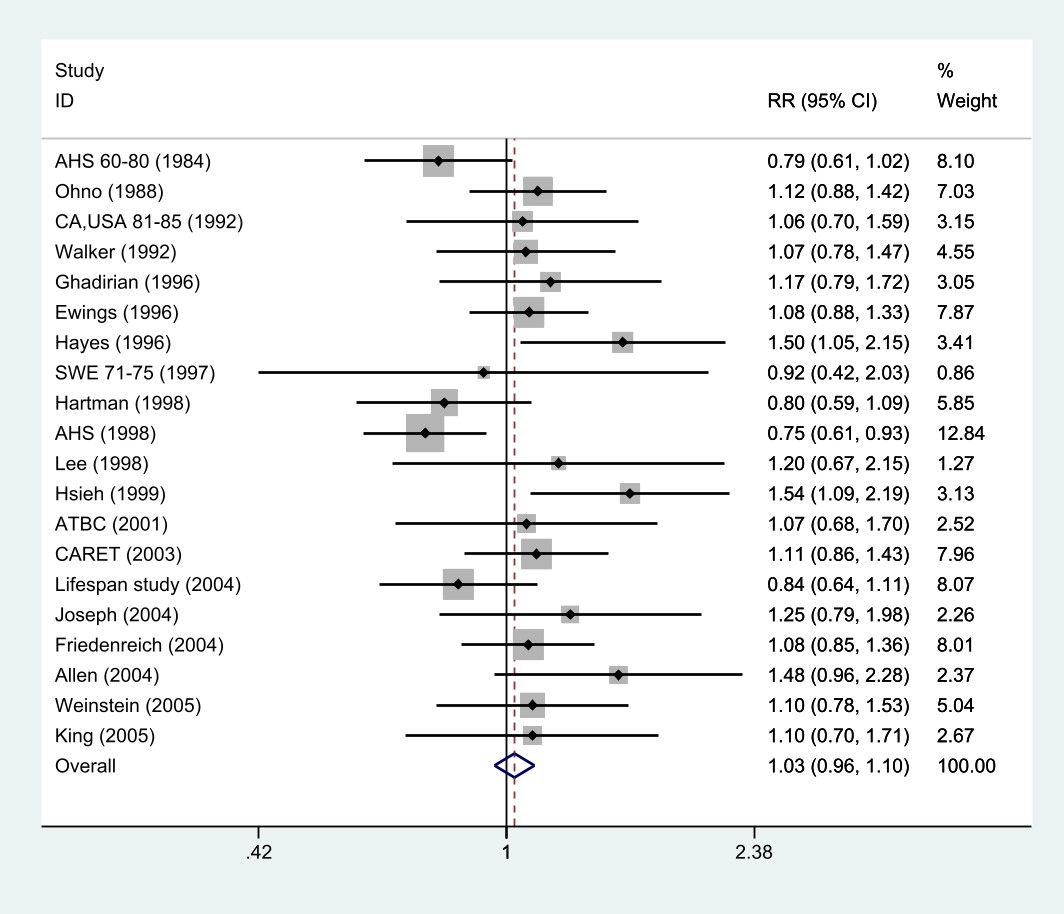 Study %
ID RR (95% CI) Weight
AHS 60-80 (1984) 0.79 (0.61, 1.02) 8.10
Ohno (1988) 1.12 (0.88, 1.42) 7.03
CA,USA 81-85 (1992) 1.06 (0.70, 1.59) 3.15
Walker (1992) 1.07 (0.78, 1.47) 4.55
Ghadirian (1996) 1.17 (0.79, 1.72) 3.05
Ewings (1996) 1.08 (0.88, 1.33) 7.87
Hayes (1996) 1.50 (1.05, 2.15) 3.41
SWE 71-75 (1997) 0.92 (0.42, 2.03) 0.86
Hartman (1998) 0.80 (0.59, 1.09) 5.85
AHS (1998) 0.75 (0.61, 0.93) 12.84
Lee (1998) 1.20 (0.67, 2.15) 1.27
Hsieh (1999) 1.54 (1.09, 2.19) 3.13
ATBC (2001) 1.07 (0.68, 1.70) 2.52
CARET (2003) 1.11 (0.86, 1.43) 7.96
Lifespan study (2004) 0.84 (0.64, 1.11) 8.07
Joseph (2004) 1.25 (0.79, 1.98) 2.26
Friedenreich (2004) 1.08 (0.85, 1.36) 8.01
Allen (2004) 1.48 (0.96, 2.28) 2.37
Weinstein (2005) 1.10 (0.78, 1.53) 5.04
King (2005) 1.10 (0.70, 1.71) 2.67
Overall 1.03 (0.96, 1.10) 100.00
.42 1 2.38